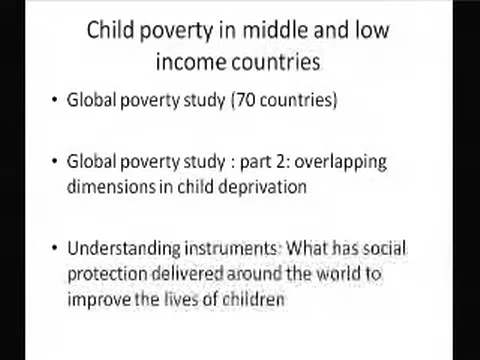 Child poverty in middle and low
income countries
• Global poverty study (70 countries)
• Global poverty study : part 2: overlapping
dimensions in child deprivation
• Understanding instruments: What has social
protection delivered around the world to
improve the lives of children